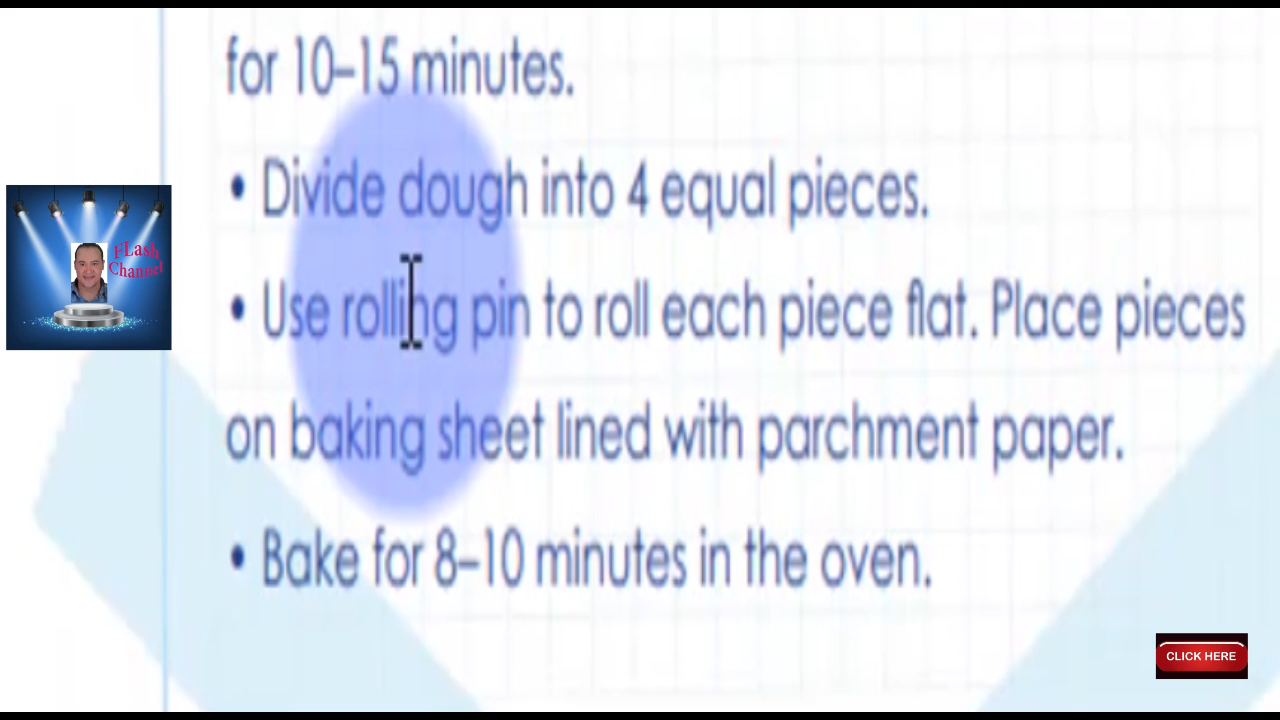 for 10–15 minutes.
• Divide dough into 4 equal pieces.
• Use rolling pin to roll each piece flat. Place pieces
on baking sheet lined with parchment paper.
• Bake for 8–10 minutes in the oven.
FLash
Channel
CLICK HERE